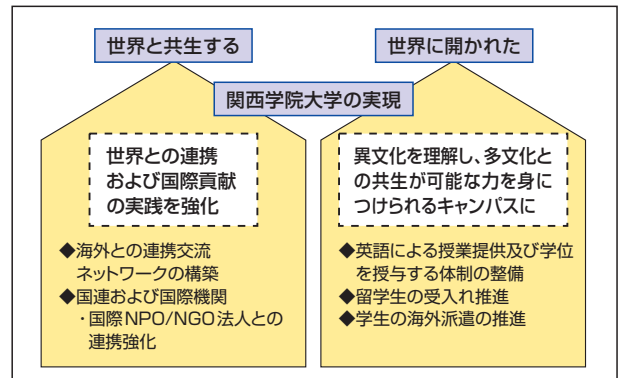 世界と共生する
世界に開かれた
関西学院大学の実現
世界との連携
および国際貢献
の実践を強化
◆海外との連携交流
ネットワークの構築
◆国連および国際機関
・国際NPO/NGO法人との
連携強化
異文化を理解し、多文化と
の共生が可能な力を身に
つけられるキャンパスに
◆英語による授業提供及び学位
を授与する体制の整備
◆留学生の受入れ推進
◆学生の海外派遣の推進